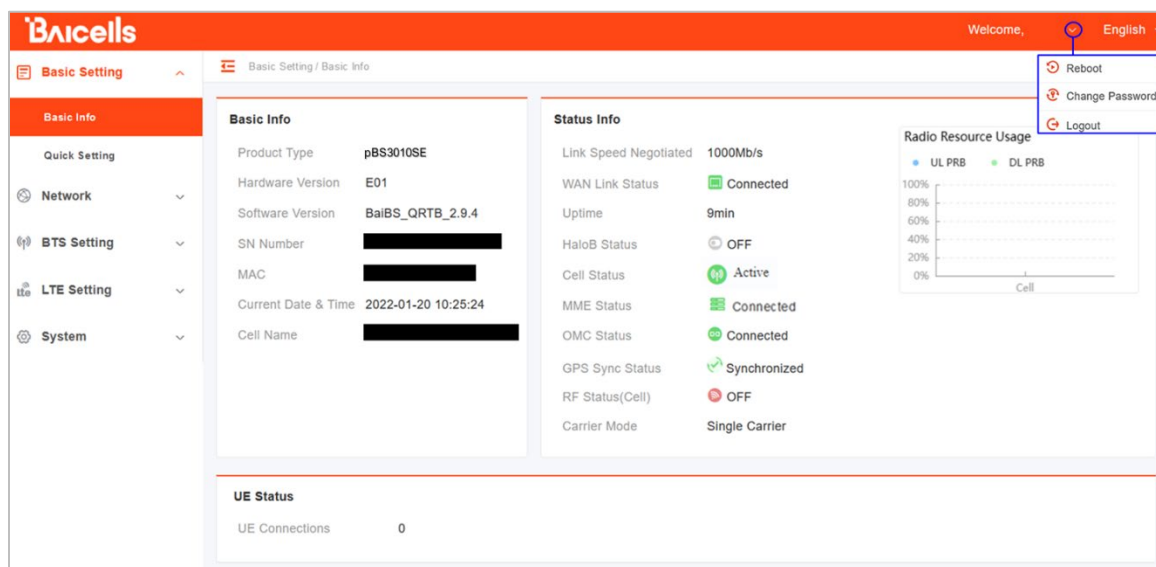 BAicells
Welcome,
English
Basic Setting
Basic Setting / Basic Info
Reboot
Change Password
Logout
Basic Info
Quick Setting
Network
BTS Setting
LTE Setting
System
Basic Info
Product Type pBS3010SE
Hardware Version E01
Software Version BaiBS_QRTB_2.9.4
SN Number
MAC
Current Date & Time 2022-01-20 10:25:24
Cell Name
Status Info
Link Speed Negotiated 1000Mb/s
WAN Link Status Connected
Uptime 9min
HaloB Status OFF
Cell Status Active
MME Status Connected
OMC Status Connected
GPS Sync Status Synchronized
RF Status(Cell) OFF
Carrier Mode Single Carrier
Radio Resource Usage
UL PRB DL PRB
100%
80%
60%
40%
20%
0%
Cell
UE Status
UE Connections 0